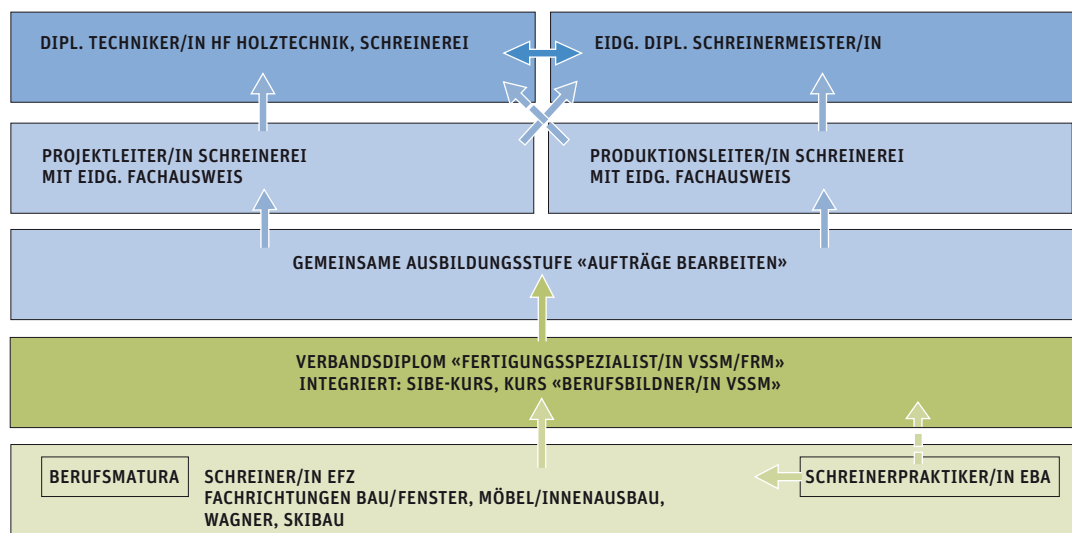 DIPL. TECHNIKER/IN HF HOLZTECHNIK, SCHREINEREI
EIDG. DIPL. SCHREINERMEISTER/IN
PROJEKTLEITER/IN SCHREINEREI
MIT EIDG. FACHAUSWEIS
PRODUKTIONSLEITER/IN SCHREINEREI
MIT EIDG. FACHAUSWEIS
GEMEINSAME AUSBILDUNGSSTUFE «AUFTRÄGE BEARBEITEN»
VERBANDSDIPLOM «FERTIGUNGSSPEZIALIST/IN VSSM/FRM»
INTEGRIERT: SIBE-KURS, KURS «BERUFSBILDNER/IN VSSM»
BERUFSMATURA
SCHREINER/IN EFZ
FACHRICHTUNGEN BAU/FENSTER, MÖBEL/INNENAUSBAU,
WAGNER, SKIBAU
SCHREINERPRAKTIKER/IN EBA